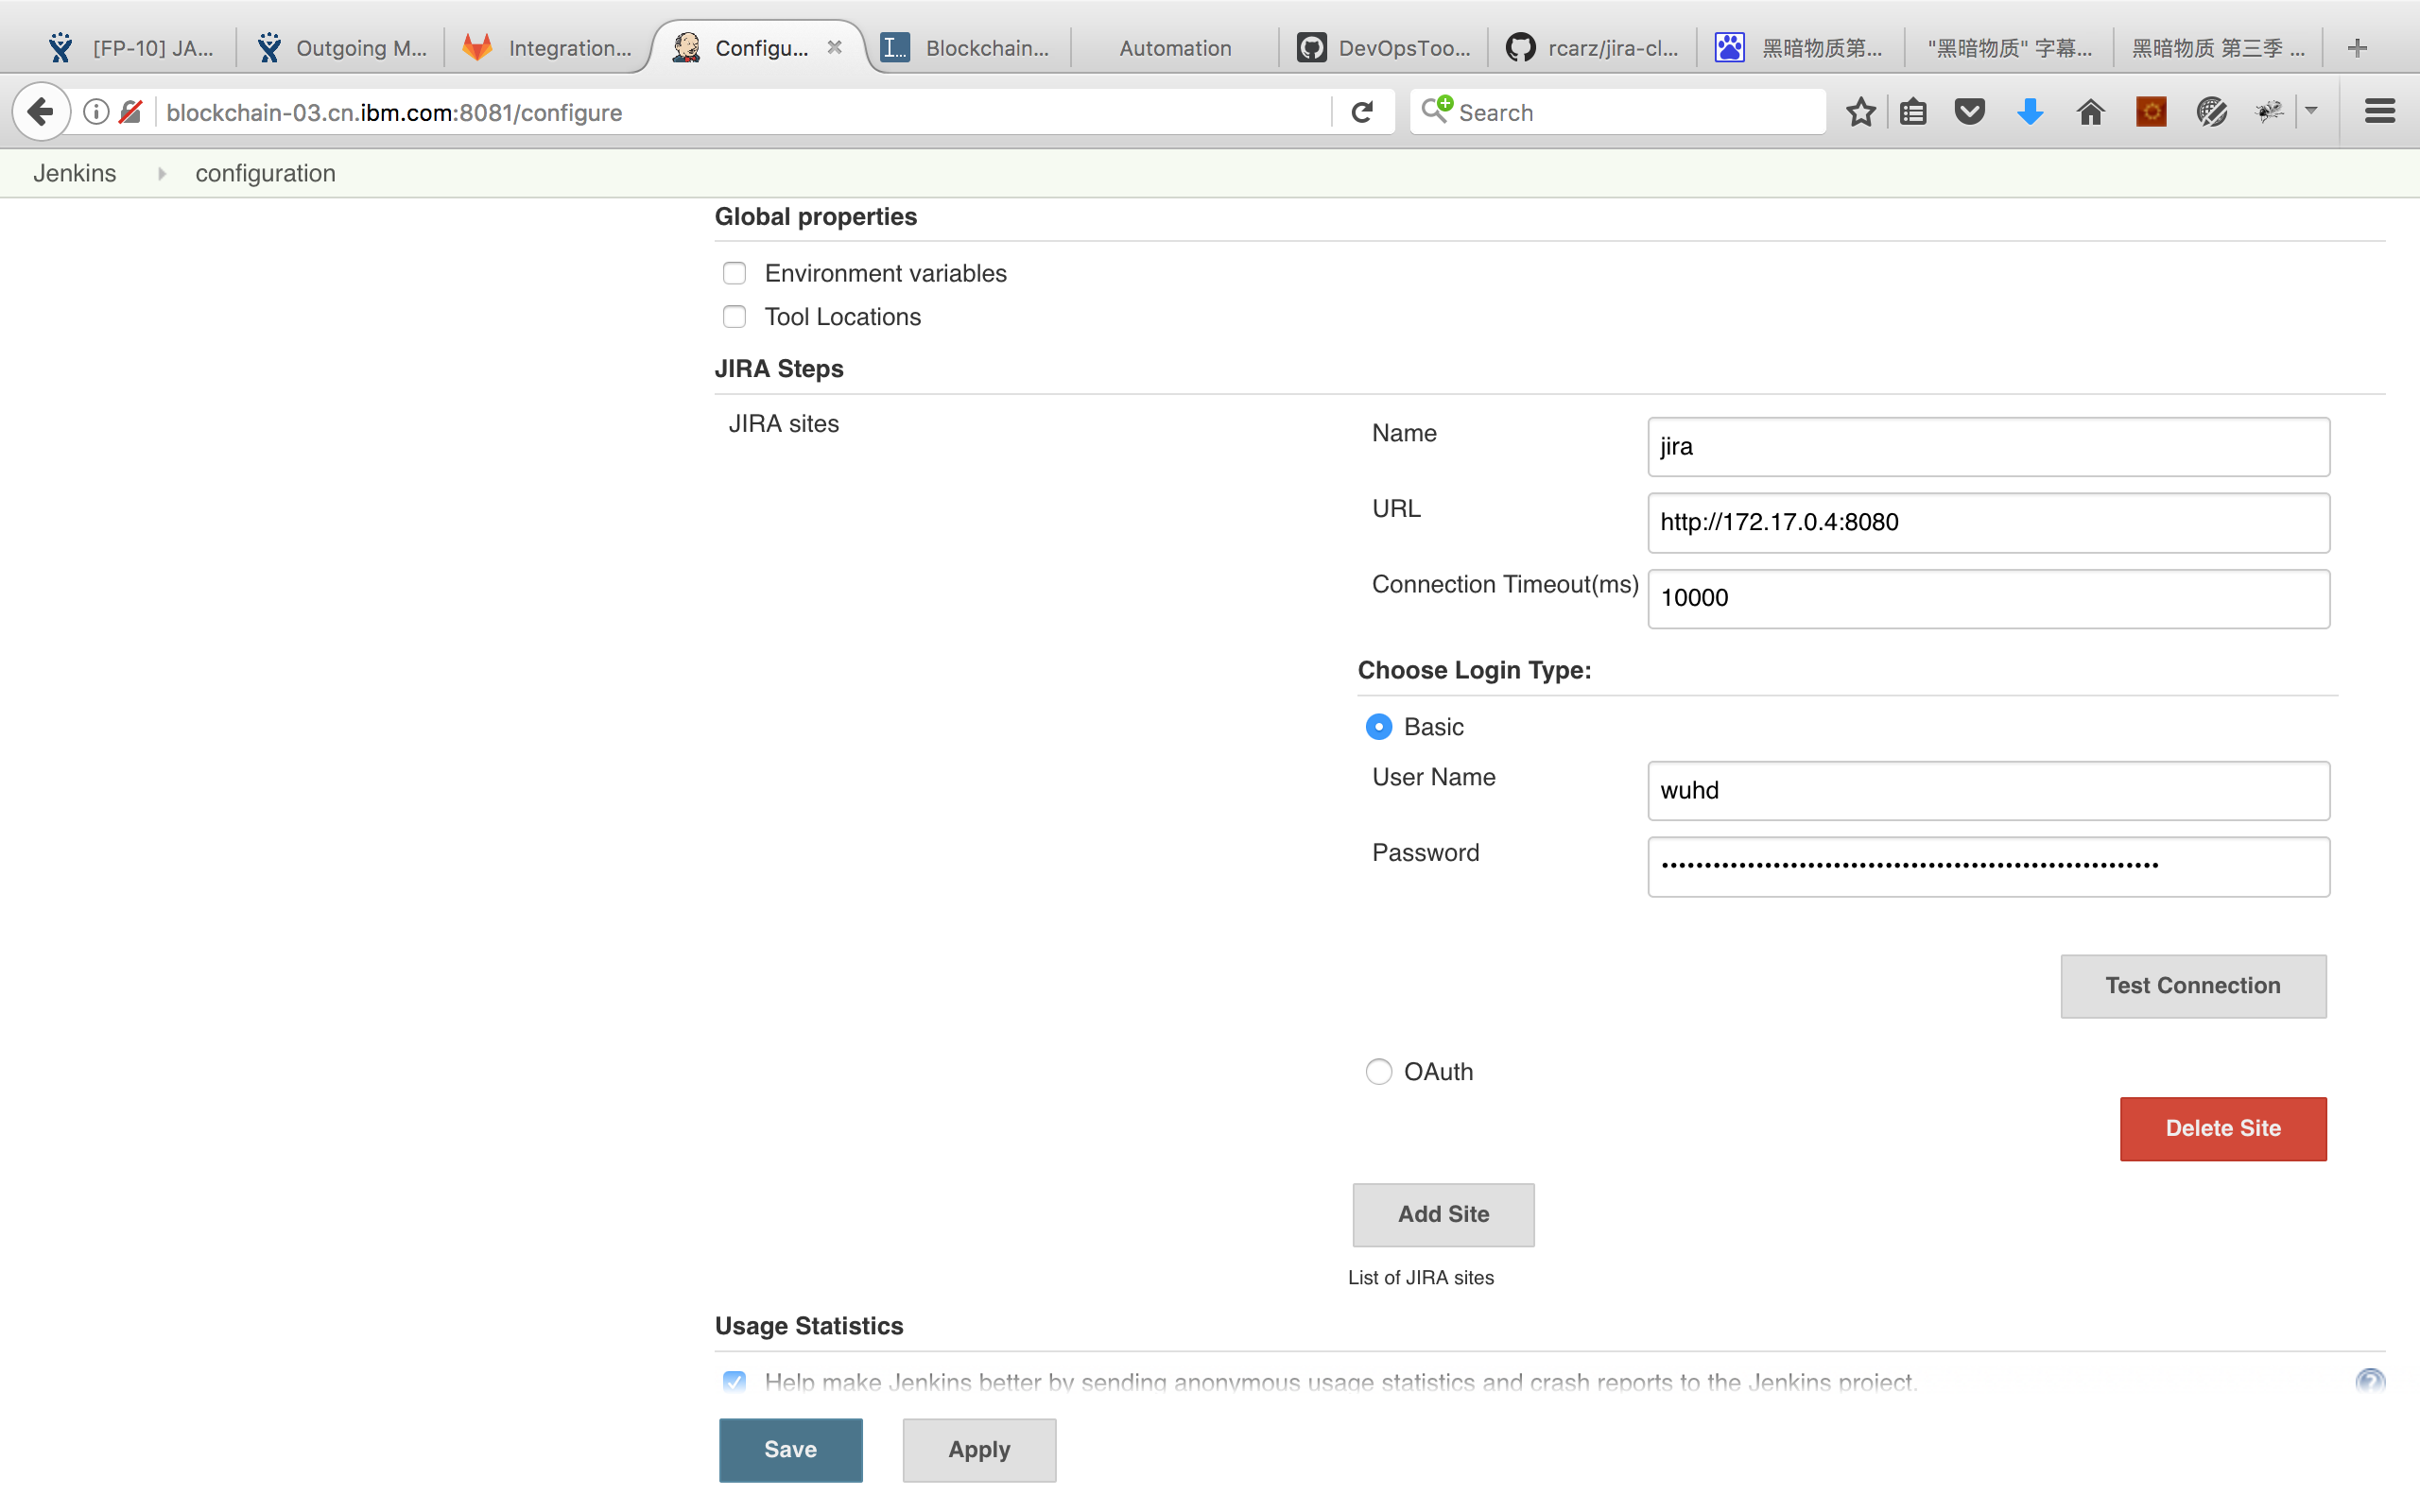 [FP-10] JA...
Outgoing M...
Integration...
Configu...
I...
Blockchain...
Automation
DevOpsToo...
rcarz/jira-cl...
黑暗物质第...
"黑暗物质" 字幕...
黑暗物质 第三季 ...
blockchain-03.cn.ibm.com:8081/configure
Search
Jenkins
configuration
Global properties
Environment variables
Tool Locations
JIRA Steps
JIRA sites
Name
jira
URL
http://172.17.0.4:8080
Connection Timeout(ms)
10000
Choose Login Type:
Basic
User Name
wuhd
Password
Test Connection
OAuth
Delete Site
Add Site
List of JIRA sites
Usage Statistics
Help make Jenkins better by sending anonymous usage statistics and crash reports to the Jenkins project.
Save
Apply